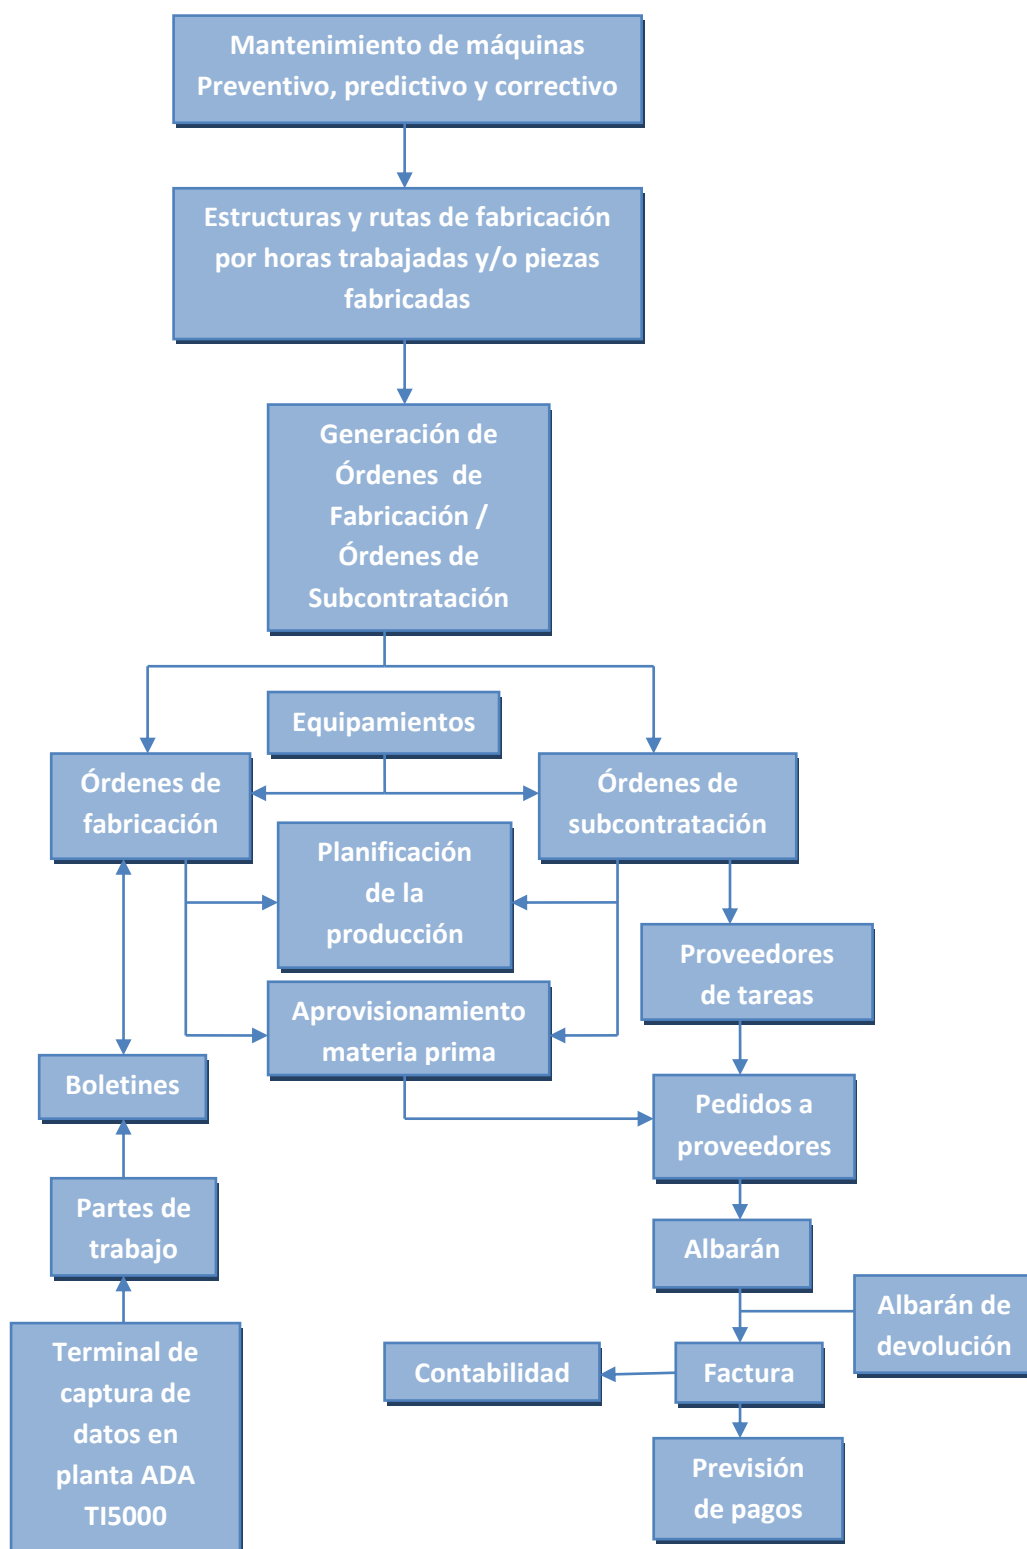 Mantenimiento de máquinas
Preventivo, predictivo y correctivo
Estructuras y rutas de fabricación
por horas trabajadas y/o piezas
fabricadas
Generación de
Órdenes  de
Fabricación /
Órdenes de
Subcontratación
Equipamientos
Órdenes de
fabricación
Órdenes de
subcontratación
Planificación
de la
producción
Proveedores
de tareas
Aprovisionamiento
materia prima
Boletines
Pedidos a
proveedores
Partes de
trabajo
Albarán
Albarán de
devolución
Terminal de
captura de
datos en
planta ADA
TI5000
Contabilidad
Factura
Previsión
de pagos